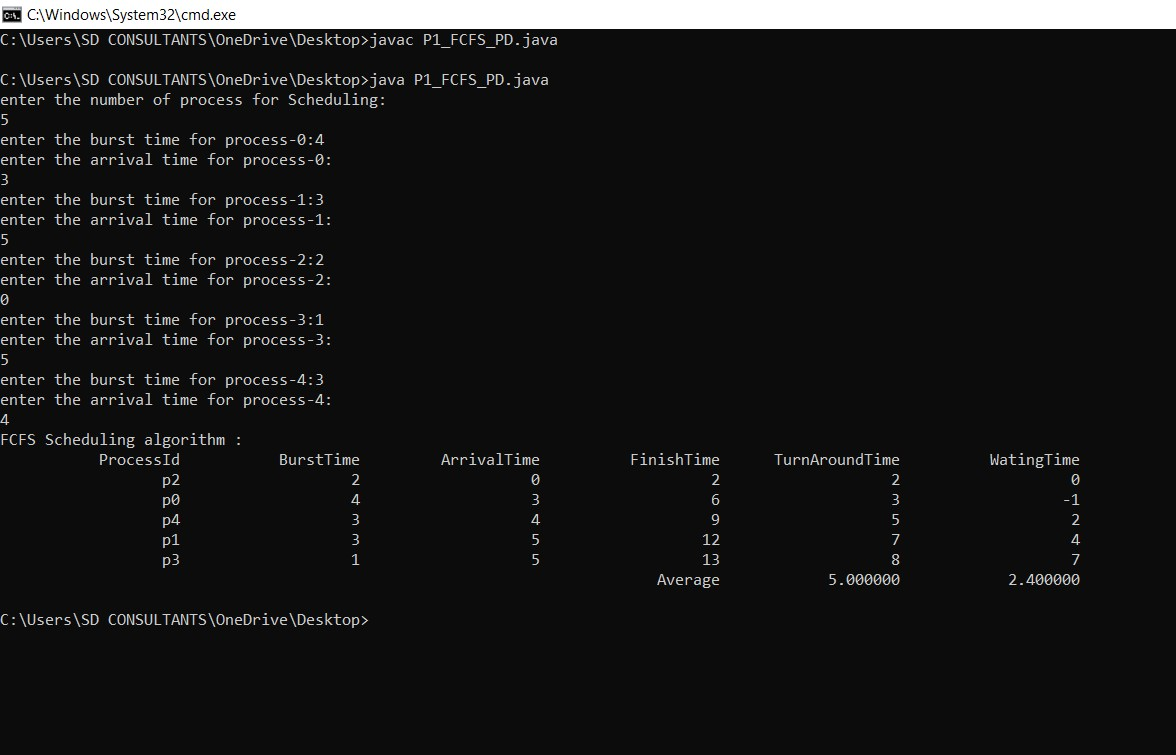 C:\Windows\System32\cmd.exe
C:\Users\SD CONSULTANTS\OneDrive\Desktop>javac P1_FCFS_PD.java
C:\Users\SD CONSULTANTS\OneDrive\Desktop>java P1_FCFS_PD.java
enter the number of process for Scheduling:
5
enter the burst time for process-0:4
enter the arrival time for process-0:
3
enter the burst time for process-1:3
enter the arrival time for process-1:
5
enter the burst time for process-2:2
enter the arrival time for process-2:
0
enter the burst time for process-3:1
enter the arrival time for process-3:
5
enter the burst time for process-4:3
enter the arrival time for process-4:
4
FCFS Scheduling algorithm :
ProcessId BurstTime ArrivalTime FinishTime TurnAroundTime WatingTime
p2 2 0 2 2 0
p0 4 3 6 3 -1
p4 3 4 9 5 2
p1 3 5 12 7 4
p3 1 5 13 8 7
Average 5.000000 2.400000
C:\Users\SD CONSULTANTS\OneDrive\Desktop>